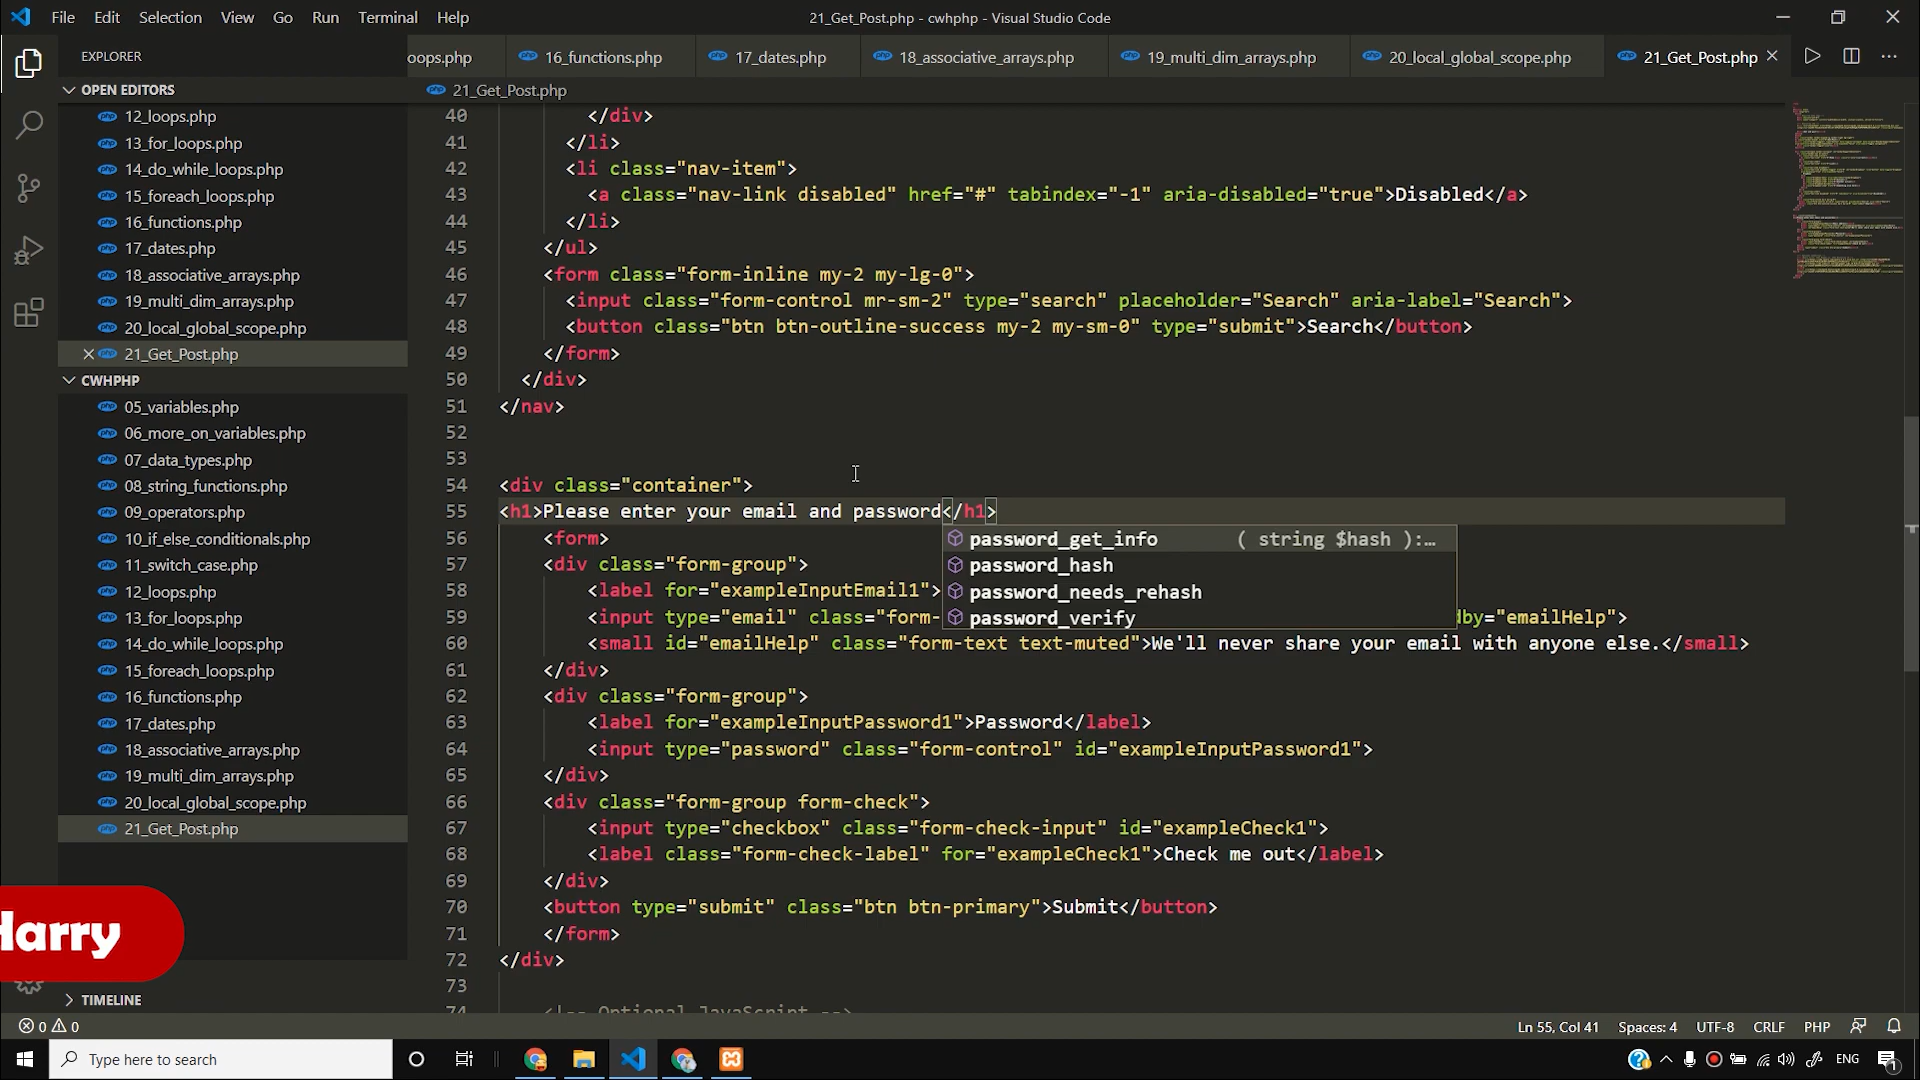 File Edit Selection View Go Run Terminal Help
21_Get_Post.php - cwhphp - Visual Studio Code
EXPLORER
oops.php 16_functions.php 17_dates.php 18_associative_arrays.php 19_multi_dim_arrays.php 20_local_global_scope.php 21_Get_Post.php
OPEN EDITORS
12_loops.php
13_for_loops.php
14_do_while_loops.php
15_foreach_loops.php
16_functions.php
17_dates.php
18_associative_arrays.php
19_multi_dim_arrays.php
20_local_global_scope.php
21_Get_Post.php
CWHPHP
05_variables.php
06_more_on_variables.php
07_data_types.php
08_string_functions.php
09_operators.php
10_if_else_conditionals.php
11_switch_case.php
12_loops.php
13_for_loops.php
14_do_while_loops.php
15_foreach_loops.php
16_functions.php
17_dates.php
18_associative_arrays.php
19_multi_dim_arrays.php
20_local_global_scope.php
21_Get_Post.php
Harry
TIMELINE
21_Get_Post.php
40 </div>
41 </li>
42 <li class="nav-item">
43 <a class="nav-link disabled" href="#" tabindex="-1" aria-disabled="true">Disabled</a>
44 </li>
45 </ul>
46 <form class="form-inline my-2 my-lg-0">
47 <input class="form-control mr-sm-2" type="search" placeholder="Search" aria-label="Search">
48 <button class="btn btn-outline-success my-2 my-sm-0" type="submit">Search</button>
49 </form>
50 </div>
51 </nav>
52
53
54 <div class="container">
55 <h1>Please enter your email and password</h1>
56 <form>
password_get_info ( string $hash ):…
57 <div class="form-group">
password_hash
58 <label for="exampleInputEmail1">
password_needs_rehash
59 <input type="email" class="form- dby="emailHelp">
password_verify
60 <small id="emailHelp" class="form-text text-muted">We'll never share your email with anyone else.</small>
61 </div>
62 <div class="form-group">
63 <label for="exampleInputPassword1">Password</label>
64 <input type="password" class="form-control" id="exampleInputPassword1">
65 </div>
66 <div class="form-group form-check">
67 <input type="checkbox" class="form-check-input" id="exampleCheck1">
68 <label class="form-check-label" for="exampleCheck1">Check me out</label>
69 </div>
70 <button type="submit" class="btn btn-primary">Submit</button>
71 </form>
72 </div>
73
74 <!-- Optional JavaScript -->
0 0
Ln 55, Col 41 Spaces: 4 UTF-8 CRLF PHP
Type here to search
ENG
1